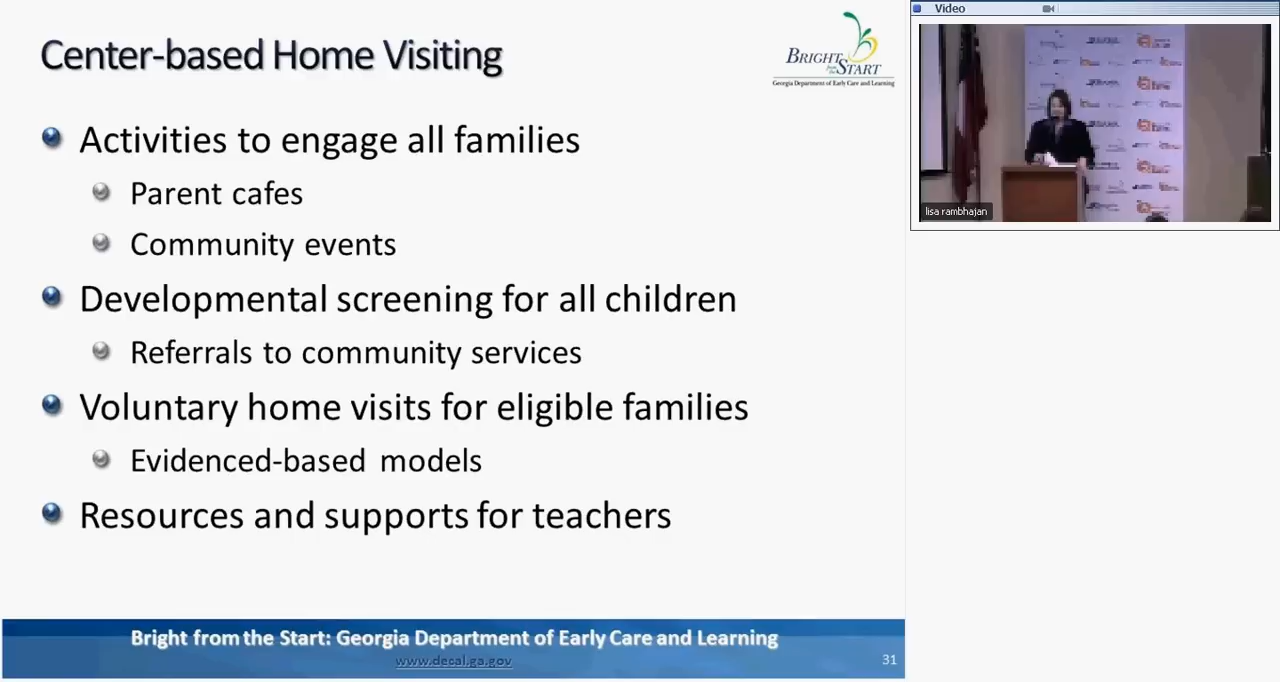 Center-based Home Visiting
BRIGHT
from the
START
Georgia Department of Early Care and Learning
Activities to engage all families
Parent cafes
Community events
Developmental screening for all children
Referrals to community services
Voluntary home visits for eligible families
Evidenced-based models
Resources and supports for teachers
Bright from the Start: Georgia Department of Early Care and Learning
www.decal.ga.gov
31
Video
lisa rambhajan